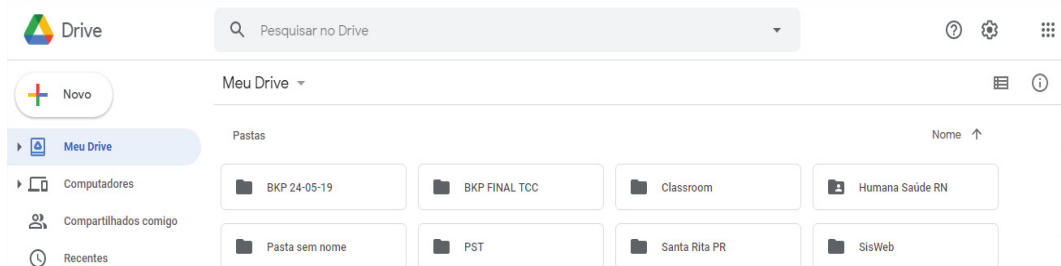 Drive
Pesquisar no Drive
Novo
Meu Drive
Pastas
Nome
Meu Drive
BKP 24-05-19
BKP FINAL TCC
Classroom
Humana Saúde RN
Computadores
Compartilhados comigo
Pasta sem nome
PST
Santa Rita PR
SisWeb
Recentes